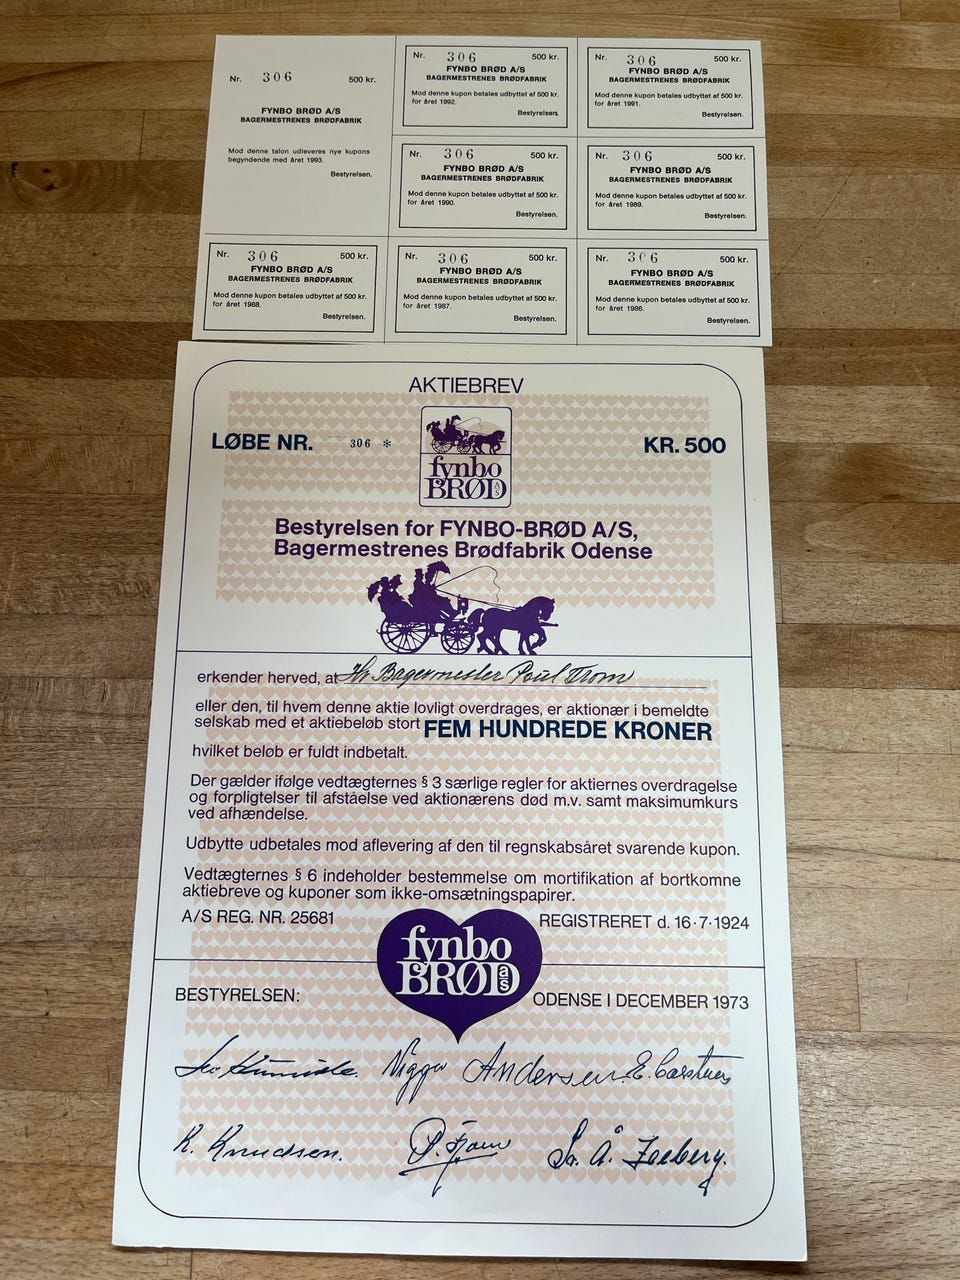 Nr. 306 500 kr.
FYNBO BRØD A/S
BAGERMESTRENES BRØDFABRIK
Mod denne talon udleveres nye kupons
begyndende med året 1993.
Bestyrelsen.
Nr. 306 500 kr.
FYNBO BRØD A/S
BAGERMESTRENES BRØDFABRIK
Mod denne kupon betales udbyttet af 500 kr.
for året 1992.
Bestyrelsen.
Nr. 306 500 kr.
FYNBO BRØD A/S
BAGERMESTRENES BRØDFABRIK
Mod denne kupon betales udbyttet af 500 kr.
for året 1991.
Bestyrelsen.
Nr. 306 500 kr.
FYNBO BRØD A/S
BAGERMESTRENES BRØDFABRIK
Mod denne kupon betales udbyttet af 500 kr.
for året 1990.
Bestyrelsen.
Nr. 306 500 kr.
FYNBO BRØD A/S
BAGERMESTRENES BRØDFABRIK
Mod denne kupon betales udbyttet af 500 kr.
for året 1989.
Bestyrelsen.
Nr. 306 500 kr.
FYNBO BRØD A/S
BAGERMESTRENES BRØDFABRIK
Mod denne kupon betales udbyttet af 500 kr.
for året 1988.
Bestyrelsen.
Nr. 306 500 kr.
FYNBO BRØD A/S
BAGERMESTRENES BRØDFABRIK
Mod denne kupon betales udbyttet af 500 kr.
for året 1987.
Bestyrelsen.
Nr. 306 500 kr.
FYNBO BRØD A/S
BAGERMESTRENES BRØDFABRIK
Mod denne kupon betales udbyttet af 500 kr.
for året 1986.
Bestyrelsen.
AKTIEBREV
LØBE NR. 306 * KR. 500
fynbo
BRØD A/S
Bestyrelsen for FYNBO-BRØD A/S,
Bagermestrenes Brødfabrik Odense
erkender herved, at Hr. Bagermester Poul
eller den, til hvem denne aktie lovligt overdrages, er aktionær i bemeldte
selskab med et aktiebeløb stort FEM HUNDREDE KRONER
hvilket beløb er fuldt indbetalt.
Der gælder ifølge vedtægternes § 3 særlige regler for aktiernes overdragelse
og forpligtelser til afståelse ved aktionærens død m.v. samt maksimumkurs
ved afhændelse.
Udbytte udbetales mod aflevering af den til regnskabsåret svarende kupon.
Vedtægternes § 6 indeholder bestemmelse om mortifikation af bortkomne
aktiebreve og kuponer som ikke-omsætningspapirer.
A/S REG. NR. 25681 REGISTRERET d. 16·7·1924
fynbo
BRØD A/S
BESTYRELSEN: ODENSE I DECEMBER 1973
Viggo Andersen E.
K. Knudsen.